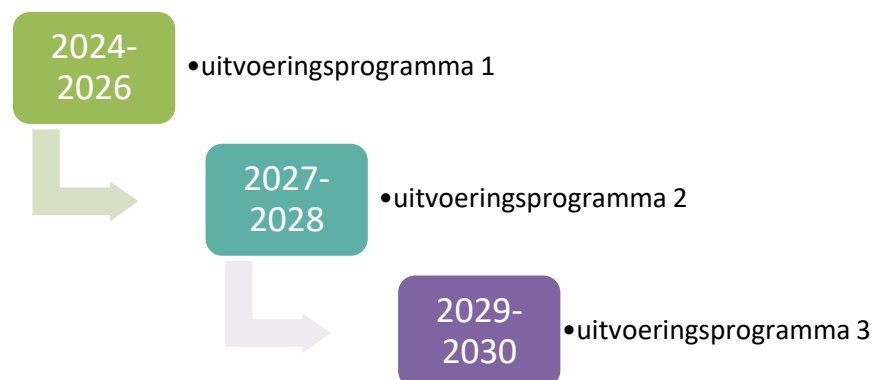 2024-
2026
•uitvoeringsprogramma 1
2027-
2028
•uitvoeringsprogramma 2
2029-
2030
•uitvoeringsprogramma 3